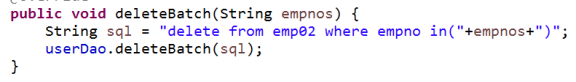 public void deleteBatch(String empnos) {
String sql = "delete from emp02 where empno in("+empnos+")";
userDao.deleteBatch(sql);
}